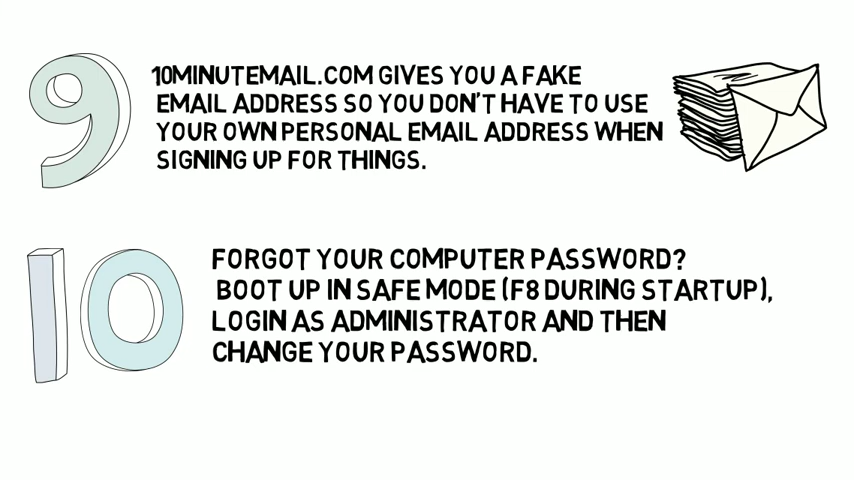 9
10MINUTEMAIL.COM GIVES YOU A FAKE
EMAIL ADDRESS SO YOU DON'T HAVE TO USE
YOUR OWN PERSONAL EMAIL ADDRESS WHEN
SIGNING UP FOR THINGS.
10
FORGOT YOUR COMPUTER PASSWORD?
BOOT UP IN SAFE MODE (F8 DURING STARTUP),
LOGIN AS ADMINISTRATOR AND THEN
CHANGE YOUR PASSWORD.